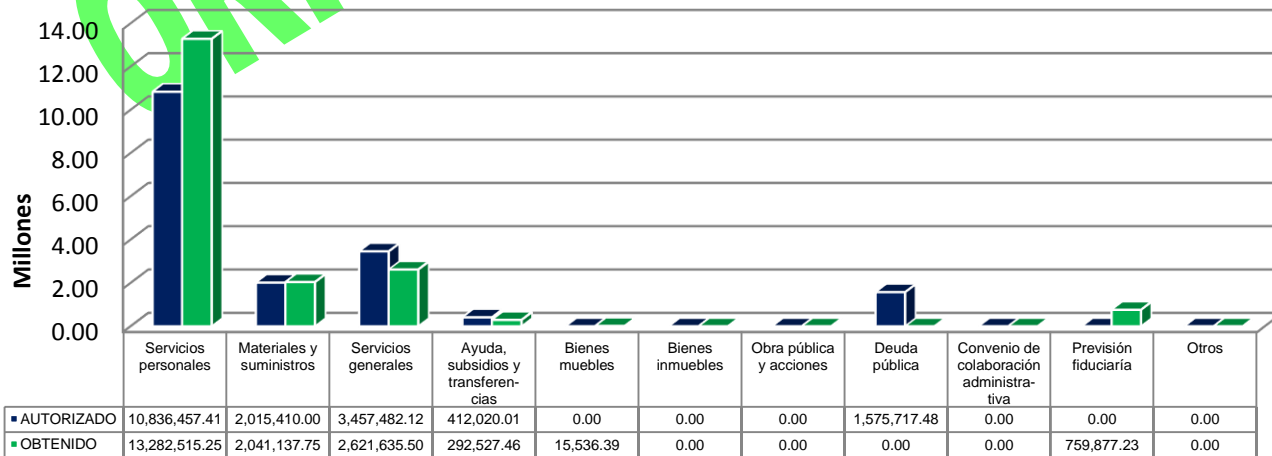 14.00
12.00
10.00
8.00
6.00
4.00
2.00
0.00
Millones
Servicios personales
Materiales y suministros
Servicios generales
Ayuda, subsidios y transferen-cias
Bienes muebles
Bienes inmuebles
Obra pública y acciones
Deuda pública
Convenio de colaboración administra-tiva
Previsión fiduciaría
Otros
AUTORIZADO 10,836,457.41 2,015,410.00 3,457,482.12 412,020.01 0.00 0.00 0.00 1,575,717.48 0.00 0.00 0.00
OBTENIDO 13,282,515.25 2,041,137.75 2,621,635.50 292,527.46 15,536.39 0.00 0.00 0.00 0.00 759,877.23 0.00